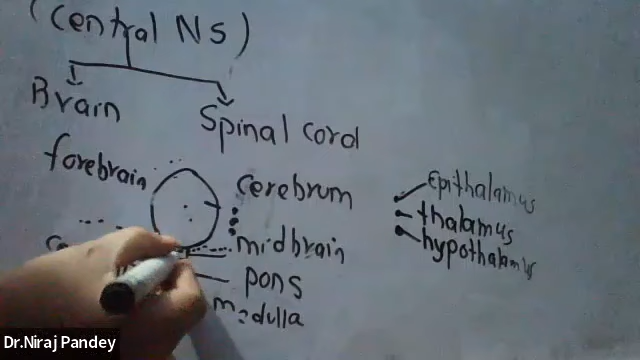 (Central NS)
Brain
Spinal cord
forebrain
cerebrum
Epithalamus
thalamus
hypothalamus
midbrain
pons
medulla
Dr.Niraj Pandey